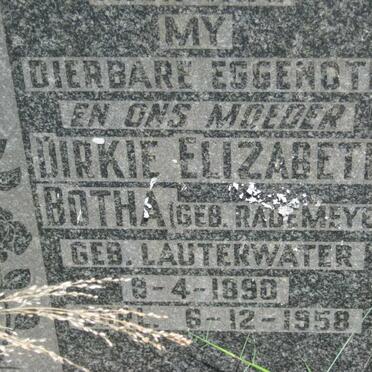 MY
DIERBARE EGGENOT
EN ONS MOEDER
DIRKIE ELIZABET
BOTHA (GEB. RADEMEY
GEB. LAUTERWATER
8-4-1890
6-12-1958